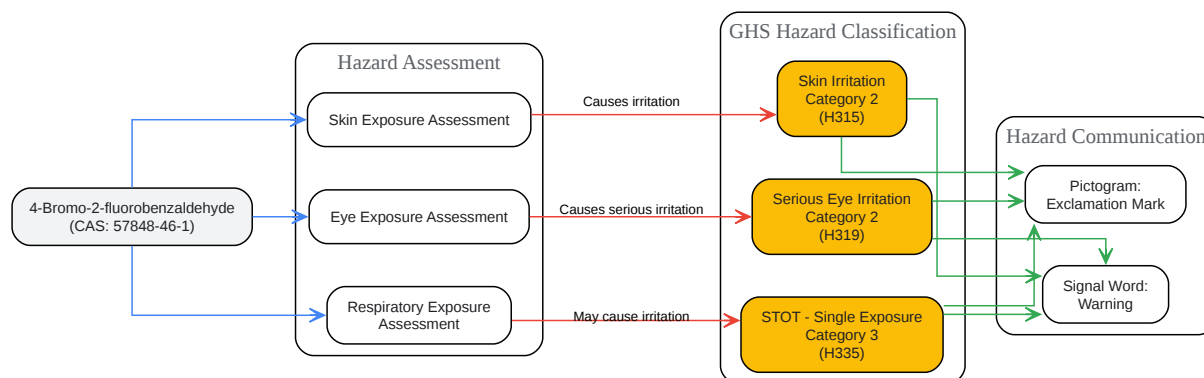 GHS Hazard Classification
Hazard Assessment
Skin Irritation
Category 2
(H315)
Causes irritation
Skin Exposure Assessment
Hazard Communication
Pictogram:
Exclamation Mark
4-Bromo-2-fluorobenzaldehyde
(CAS: 57848-46-1)
Eye Exposure Assessment
Causes serious irritation
Serious Eye Irritation
Category 2
(H319)
Signal Word:
Warning
Respiratory Exposure
Assessment
May cause irritation
STOT - Single Exposure
Category 3
(H335)